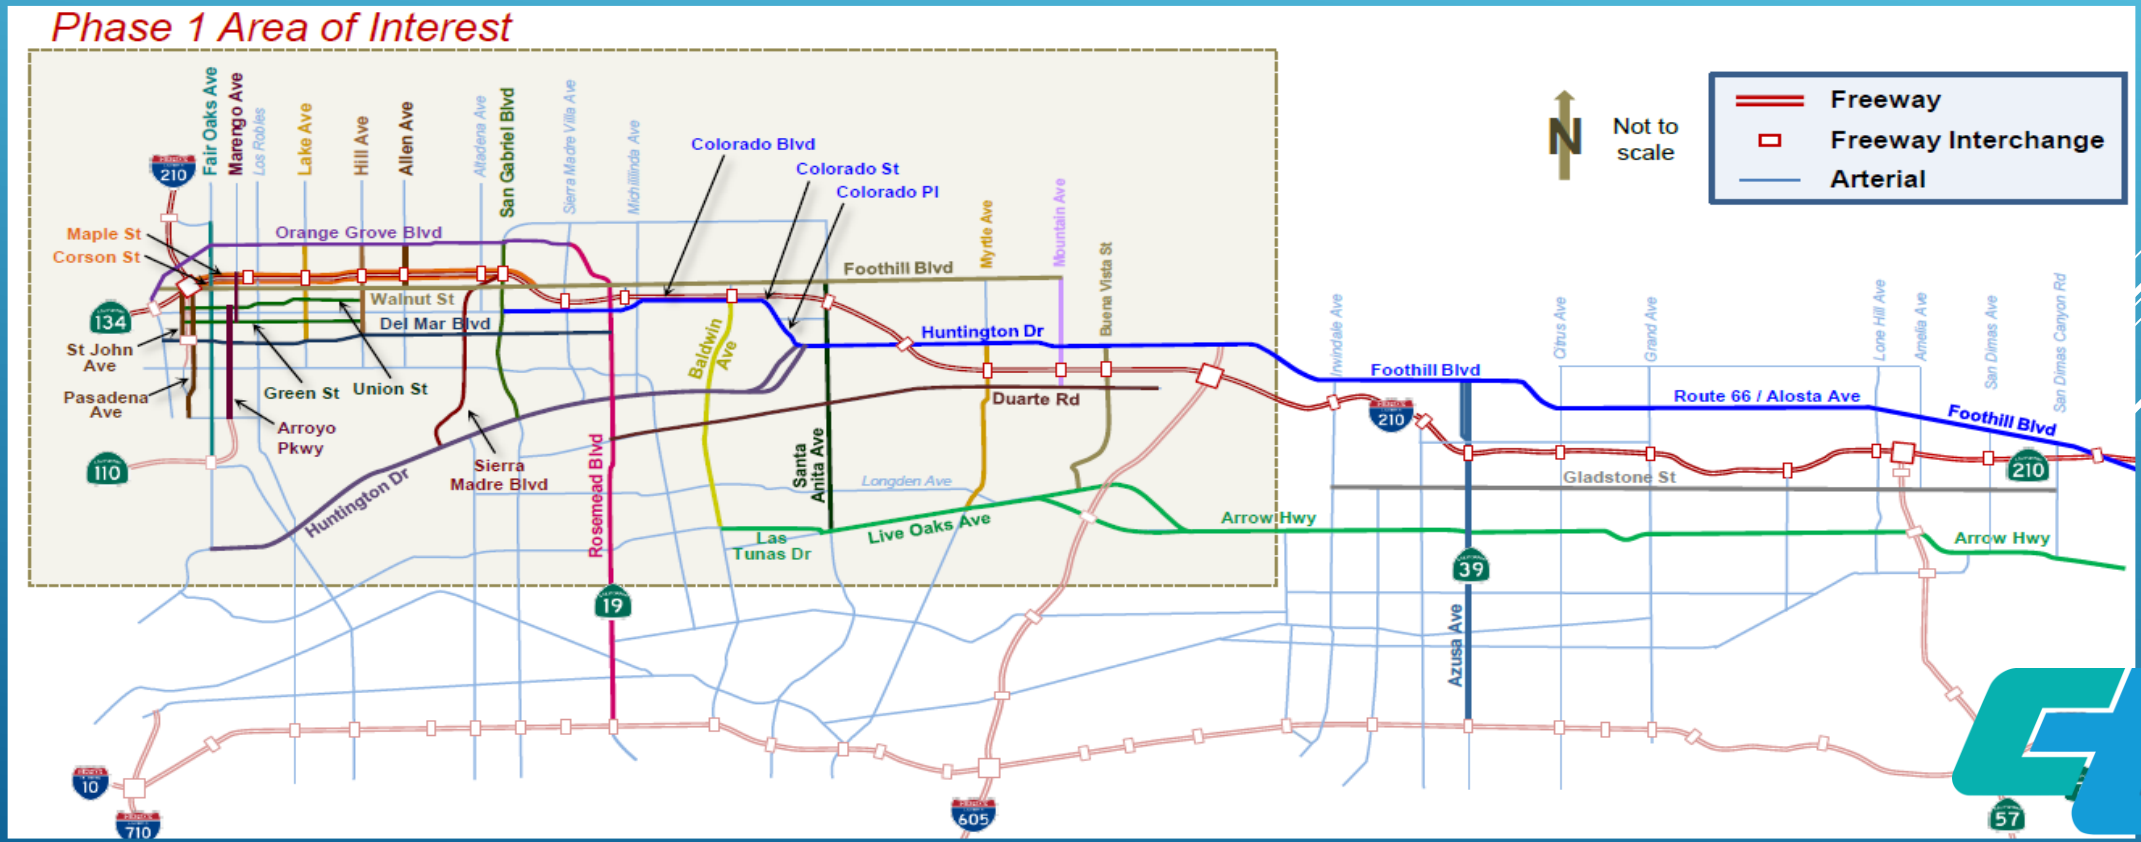 Phase 1 Area of Interest
Fair Oaks Ave
Marengo Ave
Los Robles
Lake Ave
Hill Ave
Allen Ave
Altadena Ave
San Gabriel Blvd
Sierra Madre Villa Ave
Michillinda Ave
Colorado Blvd
Colorado St
Colorado Pl
Myrtle Ave
Mountain Ave
Buena Vista St
N
Not to
scale
Freeway
Freeway Interchange
Arterial
210
Maple St
Corson St
Orange Grove Blvd
Foothill Blvd
Walnut St
134
Del Mar Blvd
St John
Ave
Pasadena
Ave
Green St
Union St
Arroyo
Pkwy
110
Baldwin
Ave
Huntington Dr
Duarte Rd
Sierra
Madre Blvd
Huntington Dr
Rosemead Blvd
Santa
Anita Ave
Longden Ave
Las
Tunas Dr
Live Oaks Ave
Arrow Hwy
19
Irwindale Ave
Citrus Ave
Grand Ave
Lone Hill Ave
Amelia Ave
San Dimas Ave
San Dimas Canyon Rd
Foothill Blvd
210
Route 66 / Alosta Ave
Foothill Blvd
210
Gladstone St
Arrow Hwy
39
Azusa Ave
10
710
605
57